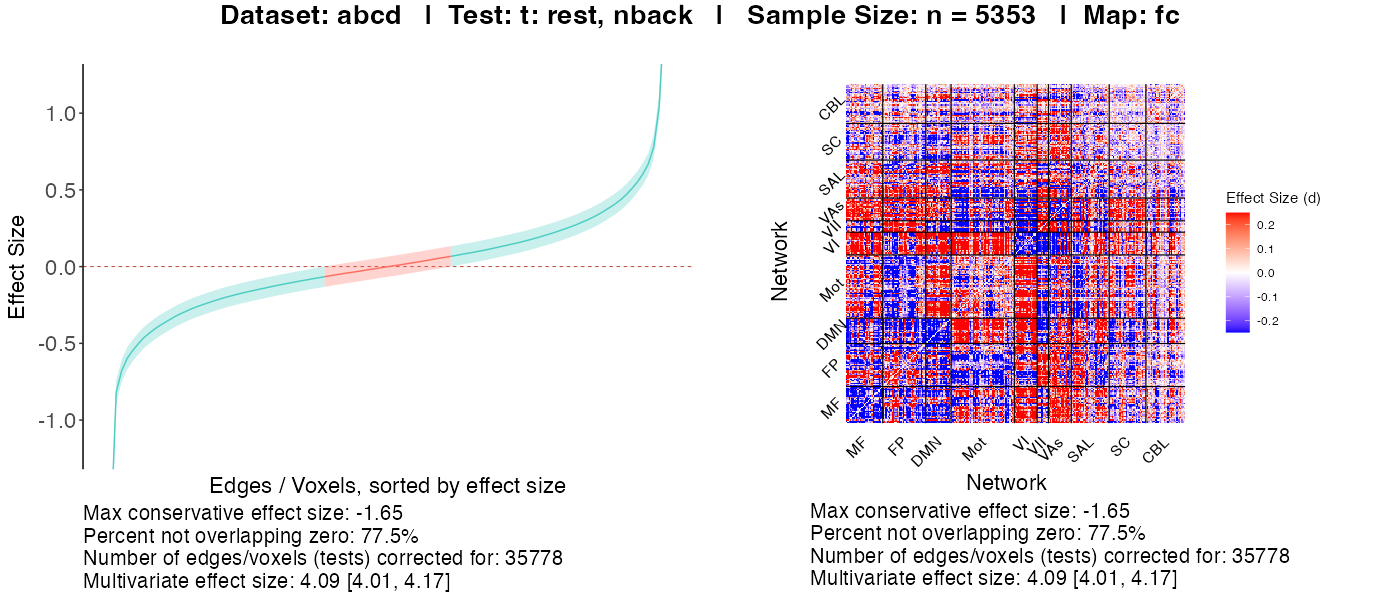 Dataset: abcd | Test: t: rest, nback | Sample Size: n = 5353 | Map: fc
Effect Size
1.0
0.5
0.0
-0.5
-1.0
Edges / Voxels, sorted by effect size
Max conservative effect size: -1.65
Percent not overlapping zero: 77.5%
Number of edges/voxels (tests) corrected for: 35778
Multivariate effect size: 4.09 [4.01, 4.17]
Network
CBL
SC
SAL
VAs
VII
VI
Mot
DMN
FP
MF
MF
FP
DMN
Mot
VI
VII
VAs
SAL
SC
CBL
Network
Effect Size (d)
0.2
0.1
0.0
-0.1
-0.2
Max conservative effect size: -1.65
Percent not overlapping zero: 77.5%
Number of edges/voxels (tests) corrected for: 35778
Multivariate effect size: 4.09 [4.01, 4.17]